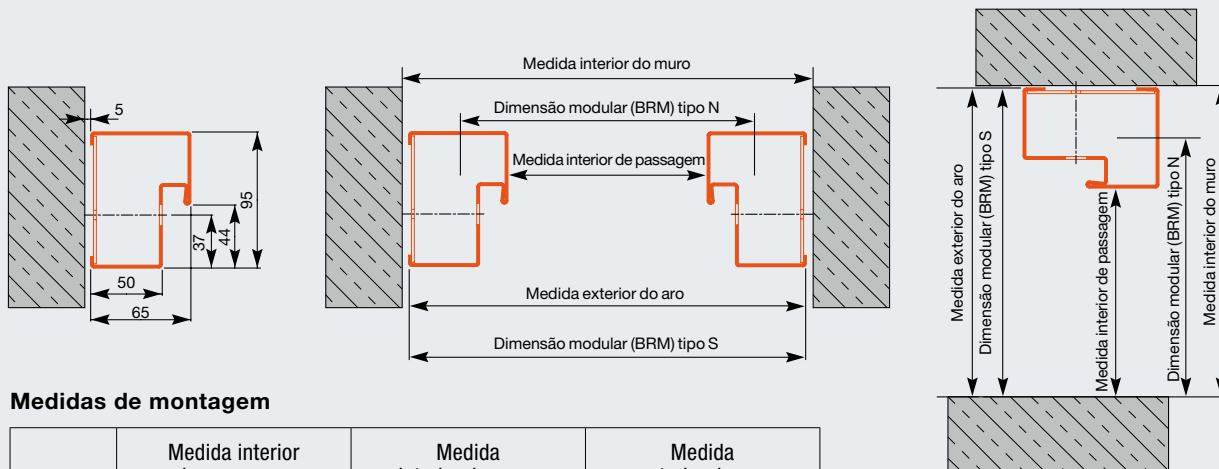 Medida interior do muro
Dimensão modular (BRM) tipo N
Medida interior de passagem
Medida exterior do aro
Dimensão modular (BRM) tipo S
5
95
37
44
50
65
Medida exterior do aro
Dimensão modular (BRM) tipo S
Medida interior de passagem
Dimensão modular (BRM) tipo N
Medida interior do muro
Medidas de montagem
Medida interior
Medida
Medida